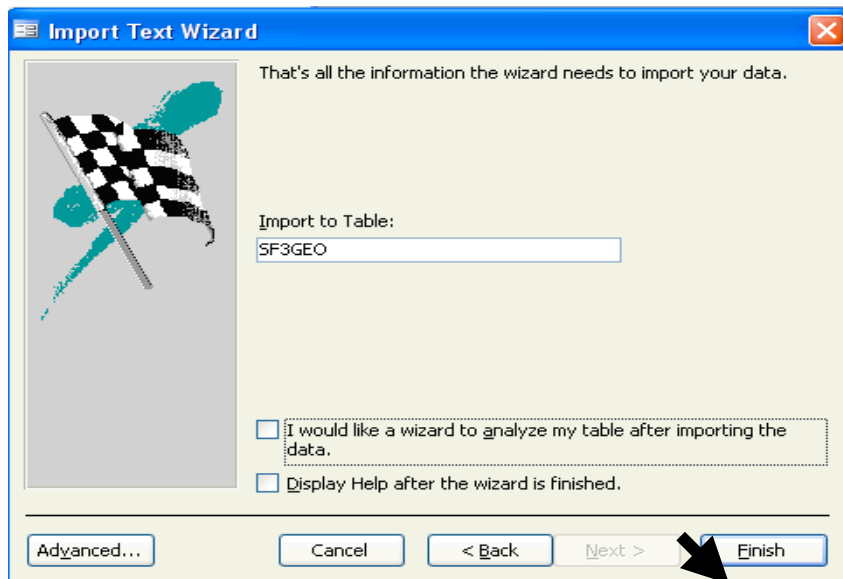 Import Text Wizard
That's all the information the wizard needs to import your data.
Import to Table:
SF3GEO
I would like a wizard to analyze my table after importing the
data.
Display Help after the wizard is finished.
Advanced...
Cancel
< Back
Next >
Finish